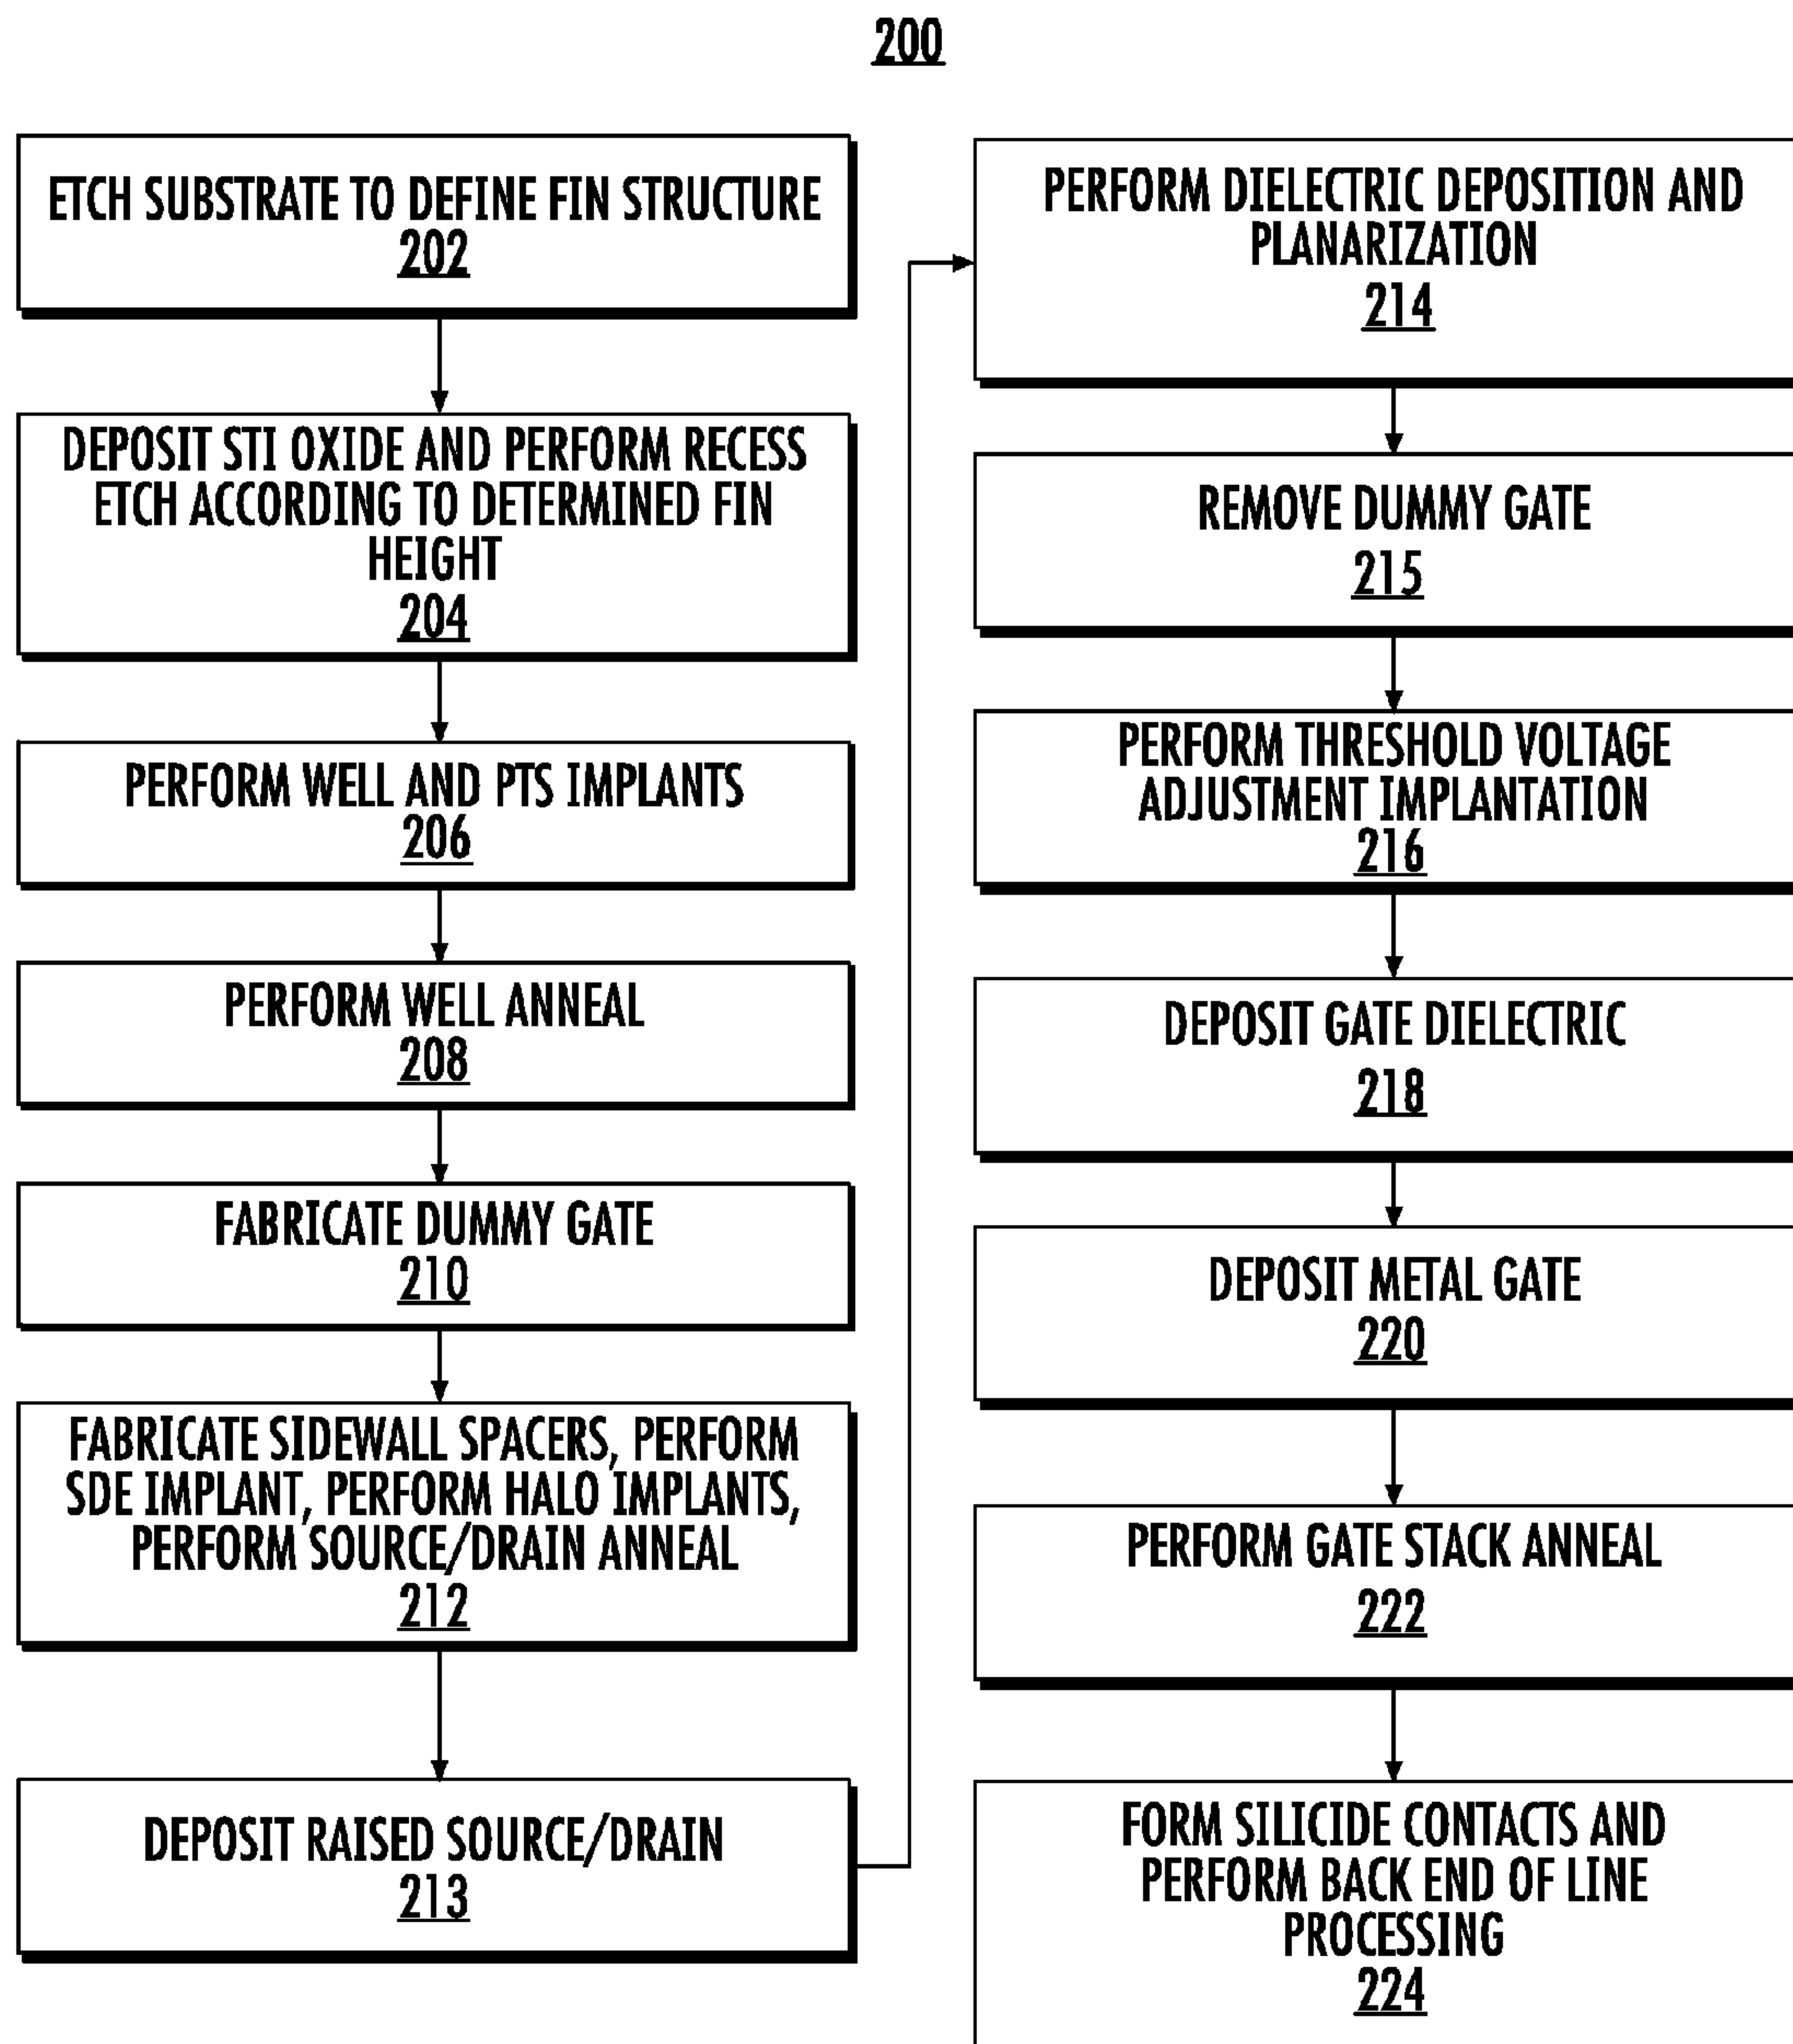 200
ETCH SUBSTRATE TO DEFINE FIN STRUCTURE
202
DEPOSIT STI OXIDE AND PERFORM RECESS
ETCH ACCORDING TO DETERMINED FIN
HEIGHT
204
PERFORM WELL AND PTS IMPLANTS
206
PERFORM WELL ANNEAL
208
FABRICATE DUMMY GATE
210
FABRICATE SIDEWALL SPACERS, PERFORM
SDE IMPLANT, PERFORM HALO IMPLANTS,
PERFORM SOURCE/DRAIN ANNEAL
212
DEPOSIT RAISED SOURCE/DRAIN
213
PERFORM DIELECTRIC DEPOSITION AND
PLANARIZATION
214
REMOVE DUMMY GATE
215
PERFORM THRESHOLD VOLTAGE
ADJUSTMENT IMPLANTATION
216
DEPOSIT GATE DIELECTRIC
218
DEPOSIT METAL GATE
220
PERFORM GATE STACK ANNEAL
222
FORM SILICIDE CONTACTS AND
PERFORM BACK END OF LINE
PROCESSING
224